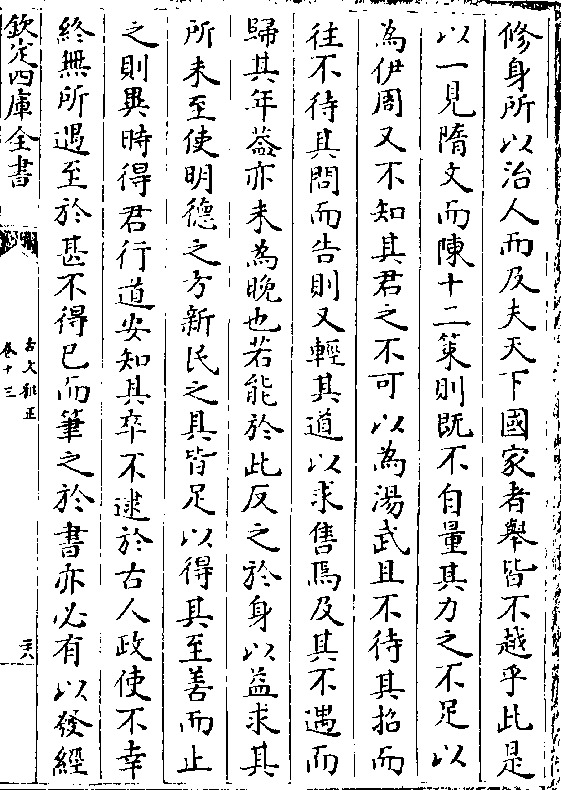 修身所以治人而及夫天下國家者舉皆不越乎此是
以一見隋文而陳十二策則既不自量其力之不足以
為伊周又不知其君之不可以為湯武且不待其招而
往不待其問而告則又輕其道以求售焉及其不遇而
歸其年葢亦未為晚也若能於此反之於身以益求其
所未至使明德之方新民之具皆足以得其至善而止
之則異時得君行道安知其卒不逮於古人政使不幸
終無所遇至於甚不得已而筆之於書亦必有以發經
欽定四庫全書
古文雅正
卷十三